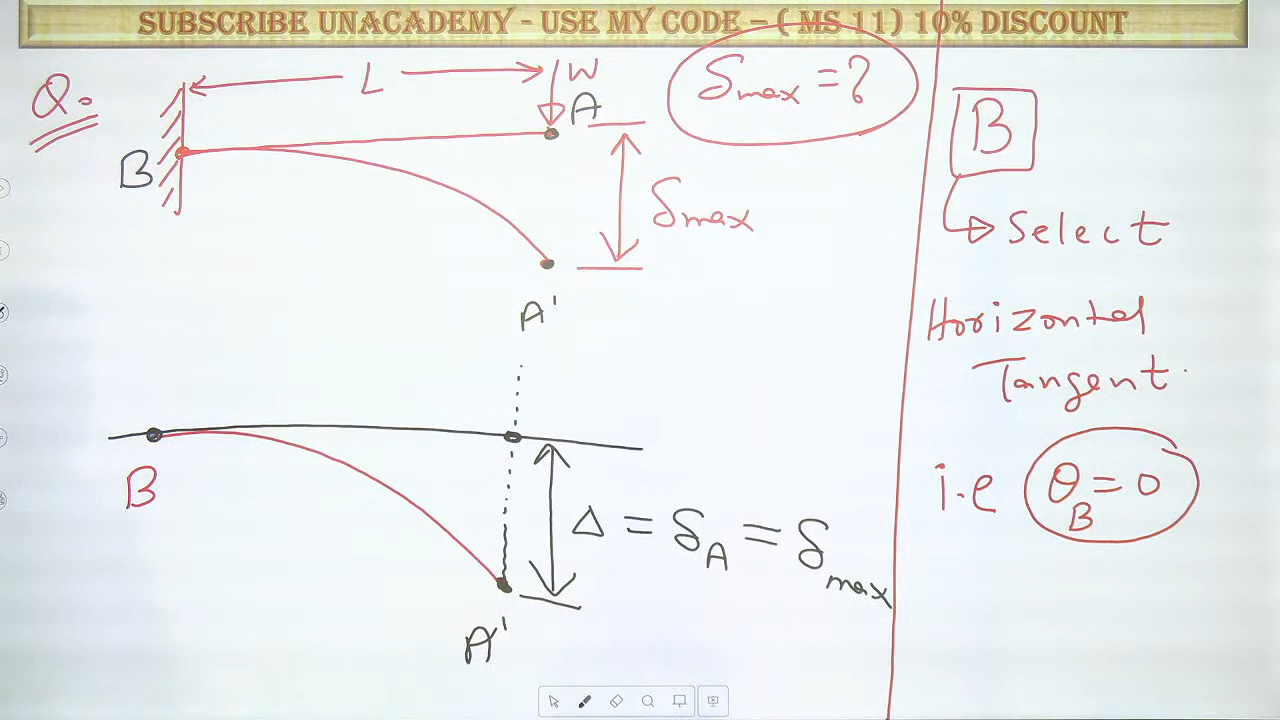 SUBSCRIBE UNACADEMY - USE MY CODE – ( MS 11 ) 10% DISCOUNT
Q.
L
W
A
B
δmax = ?
δmax
A'
B
Δ = δA = δmax
A'
B
Select
Horizontal
Tangent
i.e θB = 0